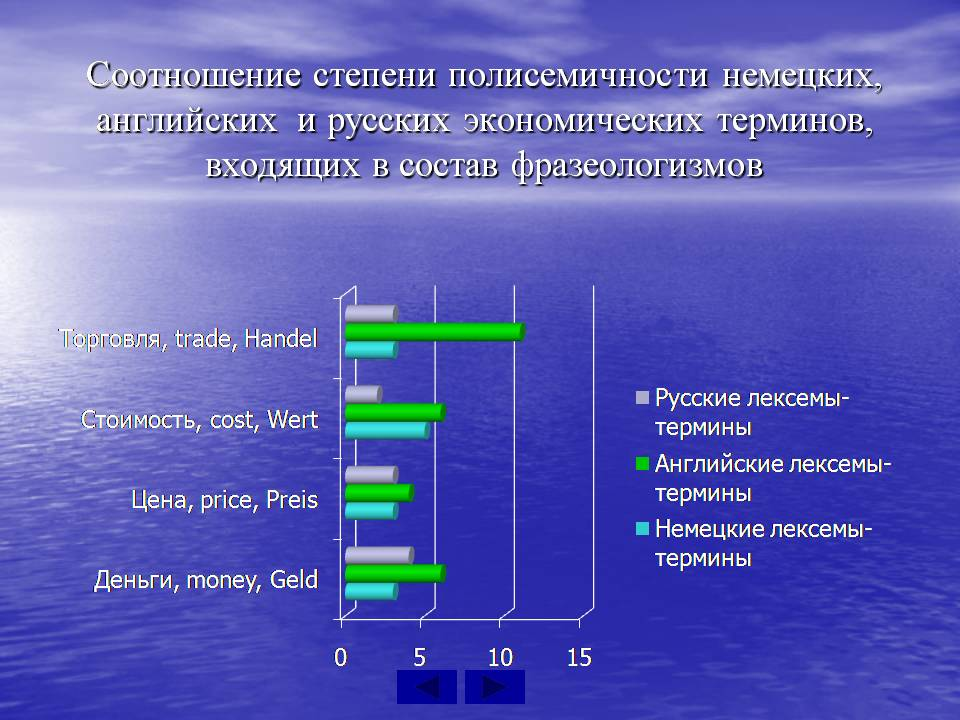 Соотношение степени полисемичности немецких,
английских и русских экономических терминов,
входящих в состав фразеологизмов
Торговля, trade, Handel
Стоимость, cost, Wert
Цена, price, Preis
Деньги, money, Geld
0 5 10 15
Русские лексемы-
термины
Английские лексемы-
термины
Немецкие лексемы-
термины